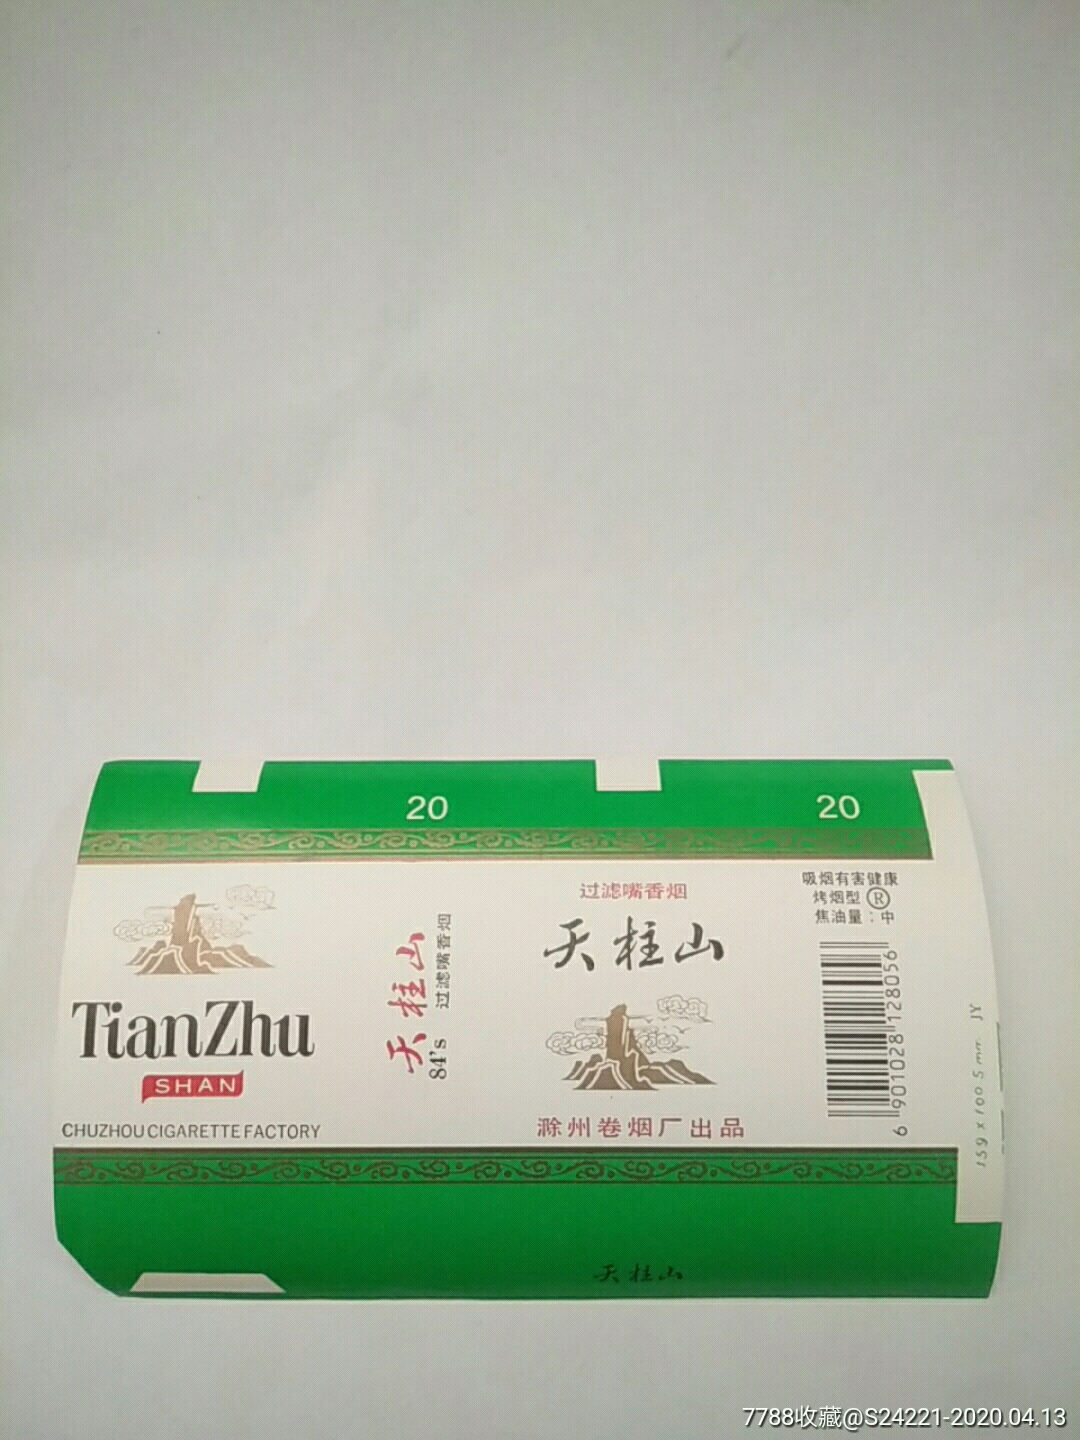 20
20
TianZhu
SHAN
CHUZHOU CIGARETTE FACTORY
天柱山
84's 过滤嘴香烟
过滤嘴香烟
天柱山
滁州卷烟厂出品
吸烟有害健康
烤烟型 ®
焦油量：中
6 901028 128056
159 x 100 5 mm JY
天柱山
7788收藏@S24221-2020.04.13